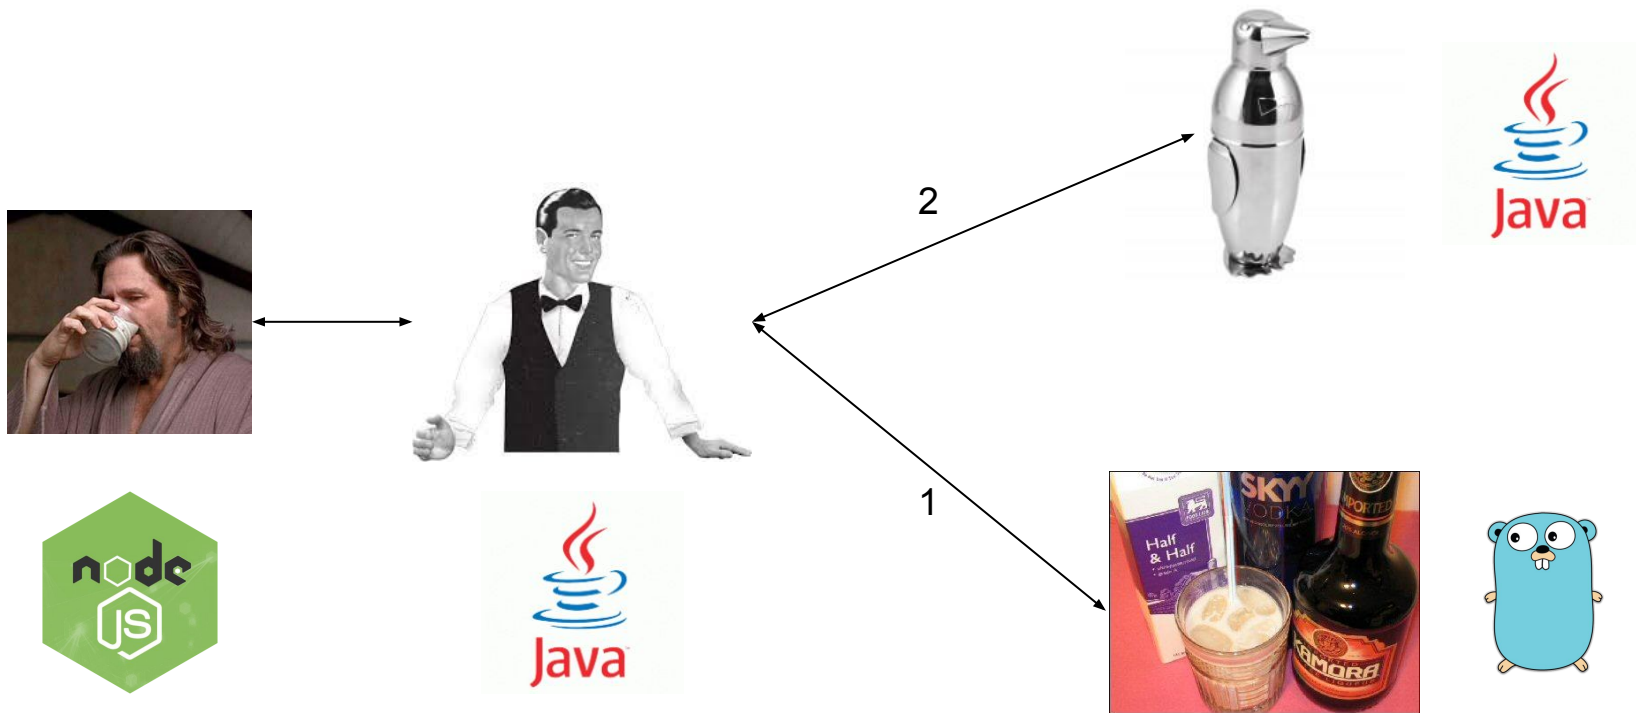 2
Java
1
SKYY
VODKA
IMPORTED
Half
& Half
KAMORA
node
JS
Java